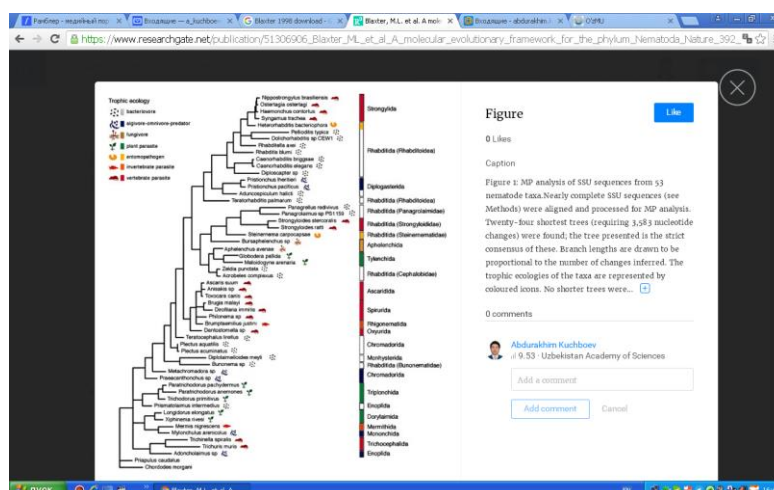 Рамблер - медийный пор
Входящие — a_kuchboev
Blaxter 1998 download -
Blaxter, M.L. et al. A mole
Входящие - abdurakhim.k
https://www.researchgate.net/publication/51306906_Blaxter_ML_et_al_A_molecular_evolutionary_framework_for_the_phylum_Nematoda_Nature_392_
Trophic ecology
bacteriovore
algivore-omnivore-predator
fungivore
plant parasite
entomopathogen
invertebrate parasite
vertebrate parasite
Nippostrongylus brasiliensis
Ostertagia ostertagi
Haemonchus contortus
Syngamus trachea
Heterorhabditis bacteriophora
Pellioditis typica
Dolichorhabditis sp CEW1
Rhabditella axei
Rhabditis blumi
Caenorhabditis briggsae
Caenorhabditis elegans
Diploscapter sp
Pristionchus lheritieri
Pristionchus pacificus
Aduncospiculum halicti
Teratorhabditis palmarum
Panagrellus redivivus
Panagrolaimus sp PS1159
Strongyloides stercoralis
Strongyloides ratti
Steinernema carpocapsae
Bursaphelenchus sp
Aphelenchus avenae
Globodera pallida
Meloidogyne arenaria
Zeldia punctata
Acrobeles complexus
Ascaris suum
Anisakis sp
Toxocara canis
Brugia malayi
Dirofilaria immitis
Philonema sp
Brumptaemilius justini
Dentostomella sp
Teratocephalus lirellus
Plectus aquatilis
Plectus acuminatus
Diplolaimelloides meyli
Bunonema sp
Metachromadora sp
Praeacanthonchus sp
Paratrichodorus pachydermus
Paratrichodorus anemones
Trichodorus primitivus
Prismatolaimus intermedius
Longidorus elongatus
Xiphinema rivesi
Mermis nigrescens
Mylonchulus arenicolus
Trichinella spiralis
Trichuris muris
Adoncholaimus sp
Priapulus caudatus
Chordodes morgani
Strongylida
Rhabditida (Rhabditoidea)
Diplogasterida
Rhabditida (Rhabditoidea)
Rhabditida (Panagrolaimidae)
Rhabditida (Strongyloididae)
Rhabditida (Steinernematidae)
Aphelenchida
Tylenchida
Rhabditida (Cephalobidae)
Ascaridida
Spirurida
Rhigonematida
Oxyurida
Chromadorida
Monhysterida
Rhabditida (Bunonematidae)
Chromadorida
Triplonchida
Enoplida
Dorylaimida
Mermithida
Mononchida
Trichocephalida
Enoplida
Figure
Like
0 Likes
Caption
Figure 1: MP analysis of SSU sequences from 53
nematode taxa.Nearly complete SSU sequences (see
Methods) were aligned and processed for MP analysis.
Twenty-four shortest trees (requiring 3,583 nucleotide
changes) were found; the tree presented is the strict
consensus of these. Branch lengths are drawn to be
proportional to the number of changes inferred. The
trophic ecologies of the taxa are represented by
coloured icons. No shorter trees were...
0 comments
Abdurakhim Kuchboev
9.53 · Uzbekistan Academy of Sciences
Add a comment
Add comment
Cancel